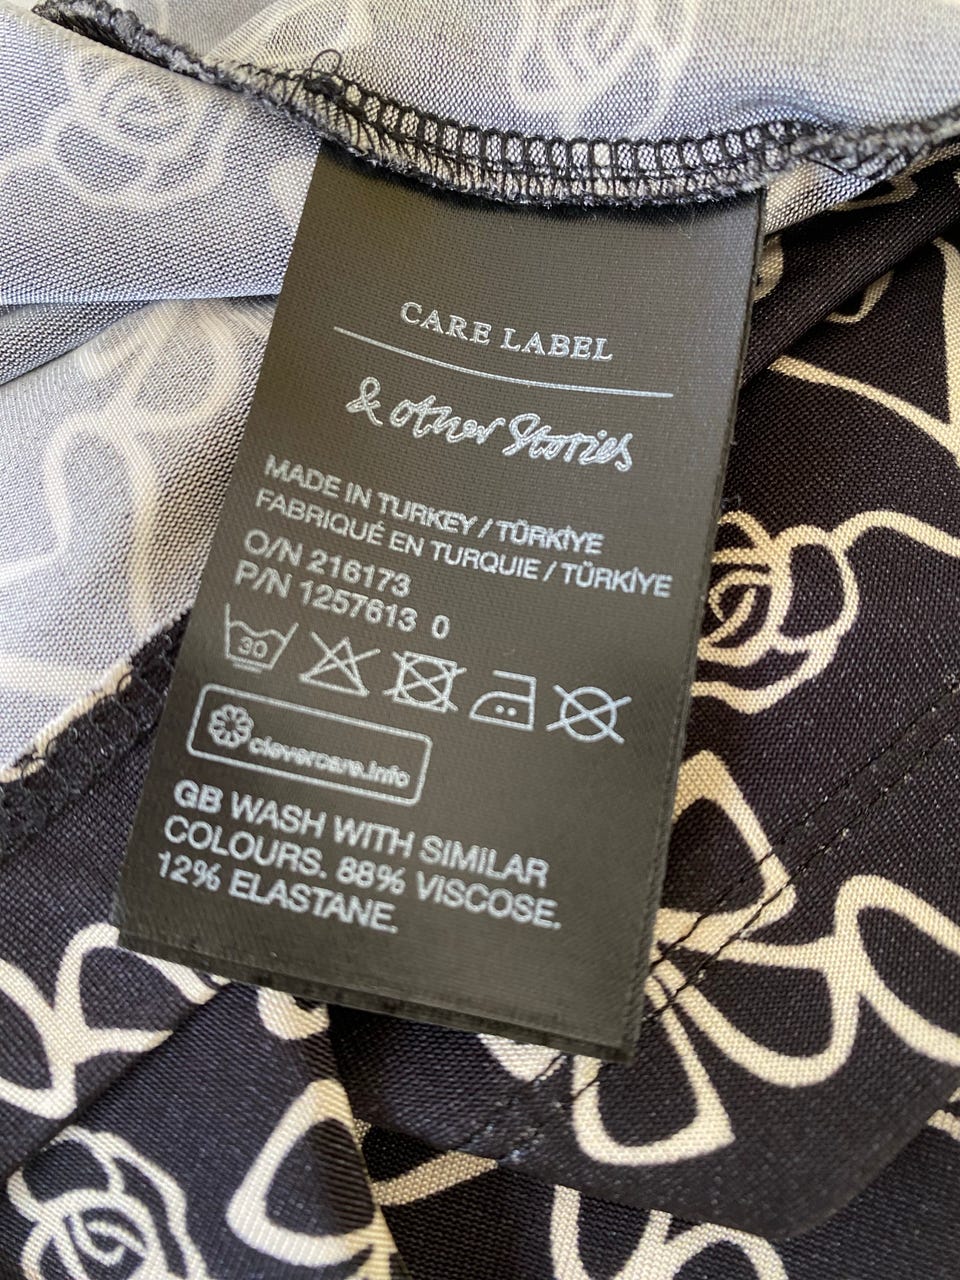 CARE LABEL
& other Stories
MADE IN TURKEY / TÜRKİYE
FABRIQUÉ EN TURQUIE / TÜRKİYE
O/N 216173
P/N 1257613 0
30
clevercare.info
GB WASH WITH SIMILAR
COLOURS. 88% VISCOSE.
12% ELASTANE.